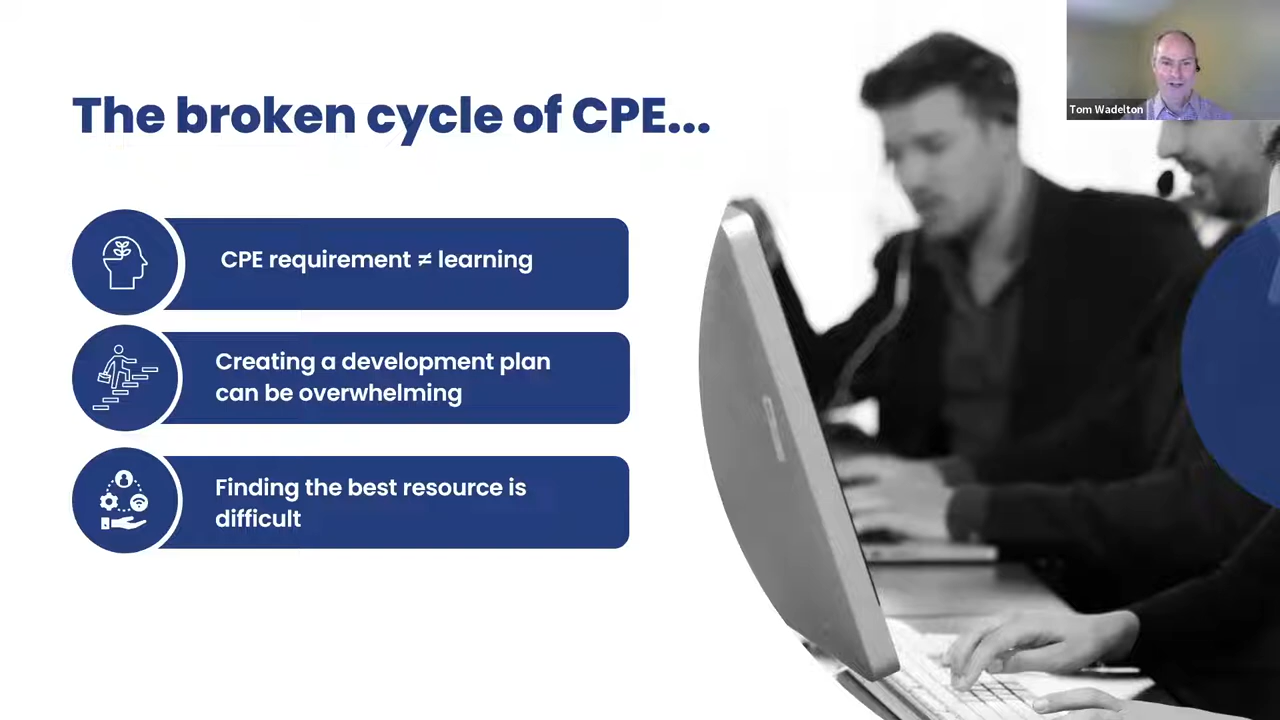 The broken cycle of CPE...
Tom Wadelton
CPE requirement ≠ learning
Creating a development plan
can be overwhelming
Finding the best resource is
difficult